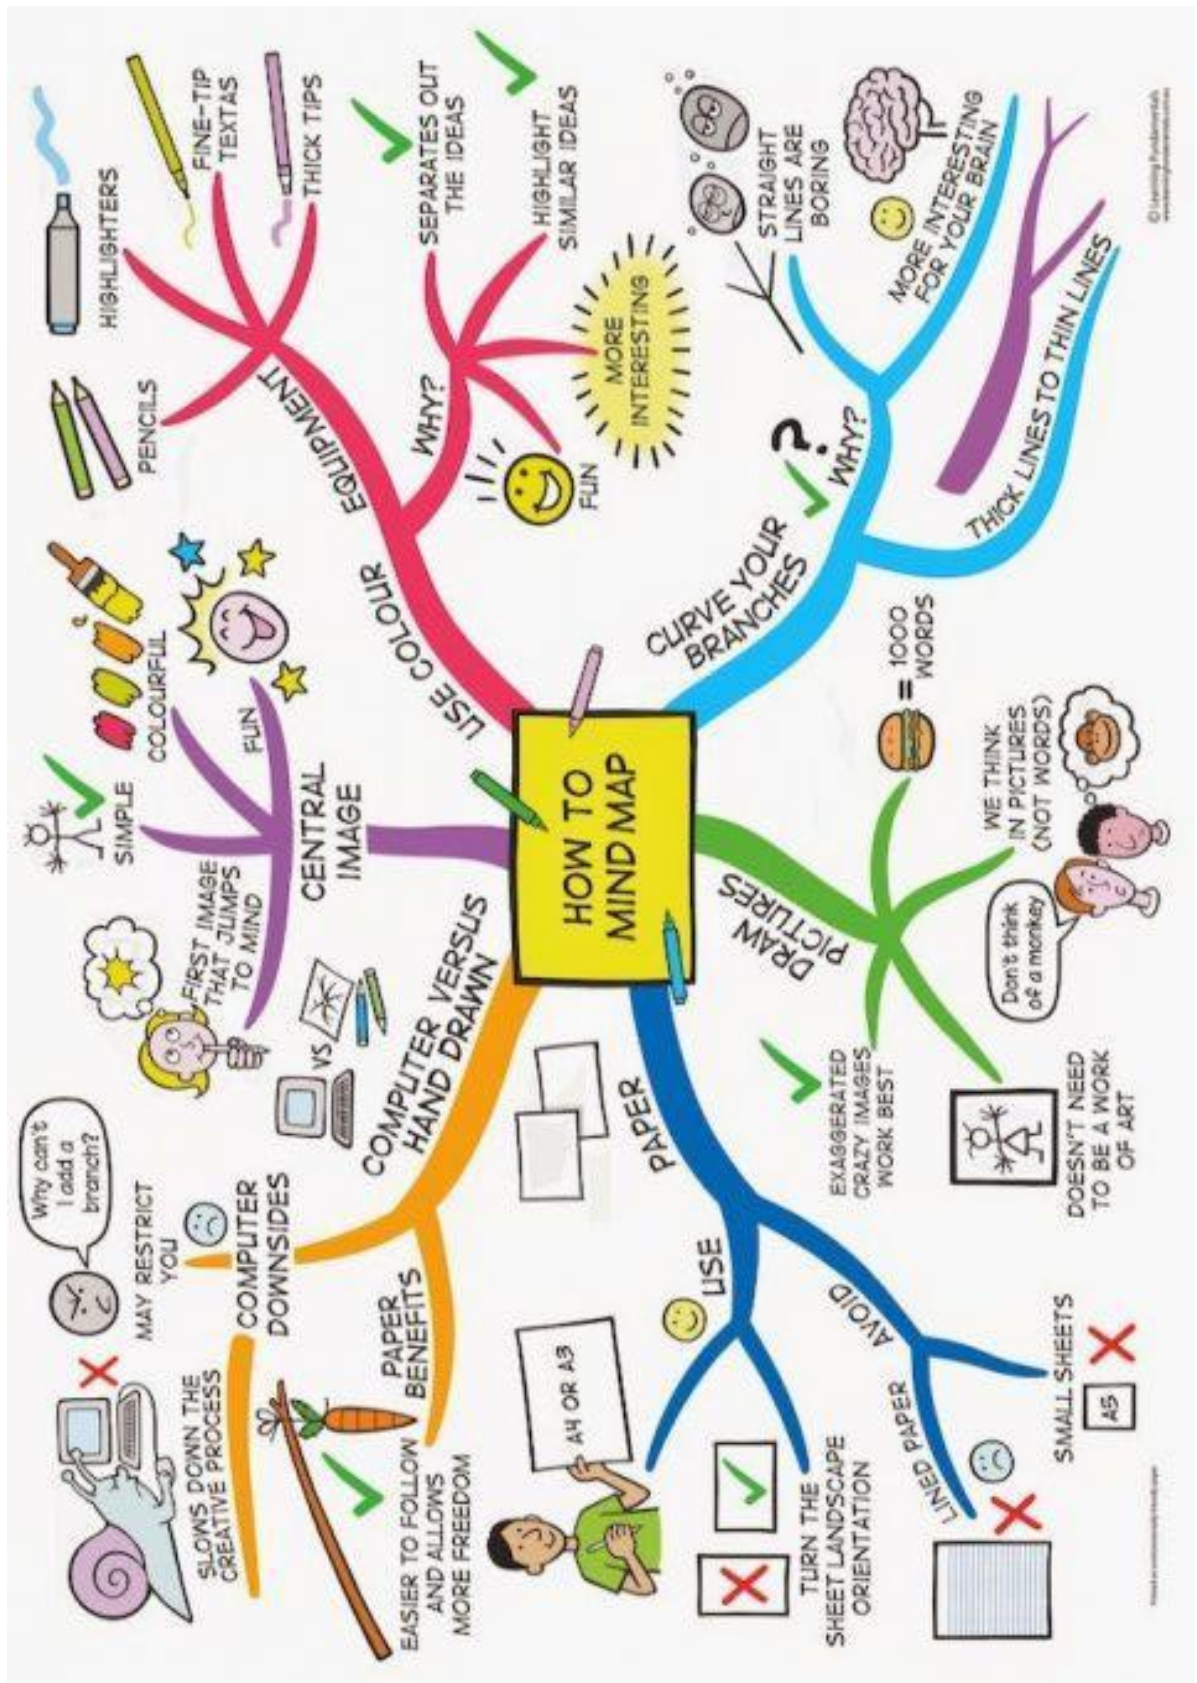 HOW TO
MIND MAP
USE COLOUR
EQUIPMENT
PENCILS
HIGHLIGHTERS
FINE-TIP
TEXTAS
THICK TIPS
WHY?
SEPARATES OUT
THE IDEAS
HIGHLIGHT
SIMILAR IDEAS
MORE
INTERESTING
FUN
CURVE YOUR
BRANCHES
?
WHY?
STRAIGHT
LINES ARE
BORING
MORE INTERESTING
FOR YOUR BRAIN
THICK LINES TO THIN LINES
DRAW
PICTURES
= 1000
WORDS
WE THINK
IN PICTURES
(NOT WORDS)
Don't think
of a monkey
DOESN'T NEED
TO BE A WORK
OF ART
EXAGGERATED
CRAZY IMAGES
WORK BEST
PAPER
USE
A4 OR A3
TURN THE
SHEET LANDSCAPE
ORIENTATION
AVOID
LINED PAPER
SMALL SHEETS
A5
COMPUTER VERSUS
HAND DRAWN
VS
PAPER
BENEFITS
EASIER TO FOLLOW
AND ALLOWS
MORE FREEDOM
COMPUTER
DOWNSIDES
SLOWS DOWN THE
CREATIVE PROCESS
MAY RESTRICT
YOU
Why can't
I add a
branch?
CENTRAL
IMAGE
FIRST IMAGE
THAT JUMPS
TO MIND
SIMPLE
COLOURFUL
FUN
© Learning Fundamentals